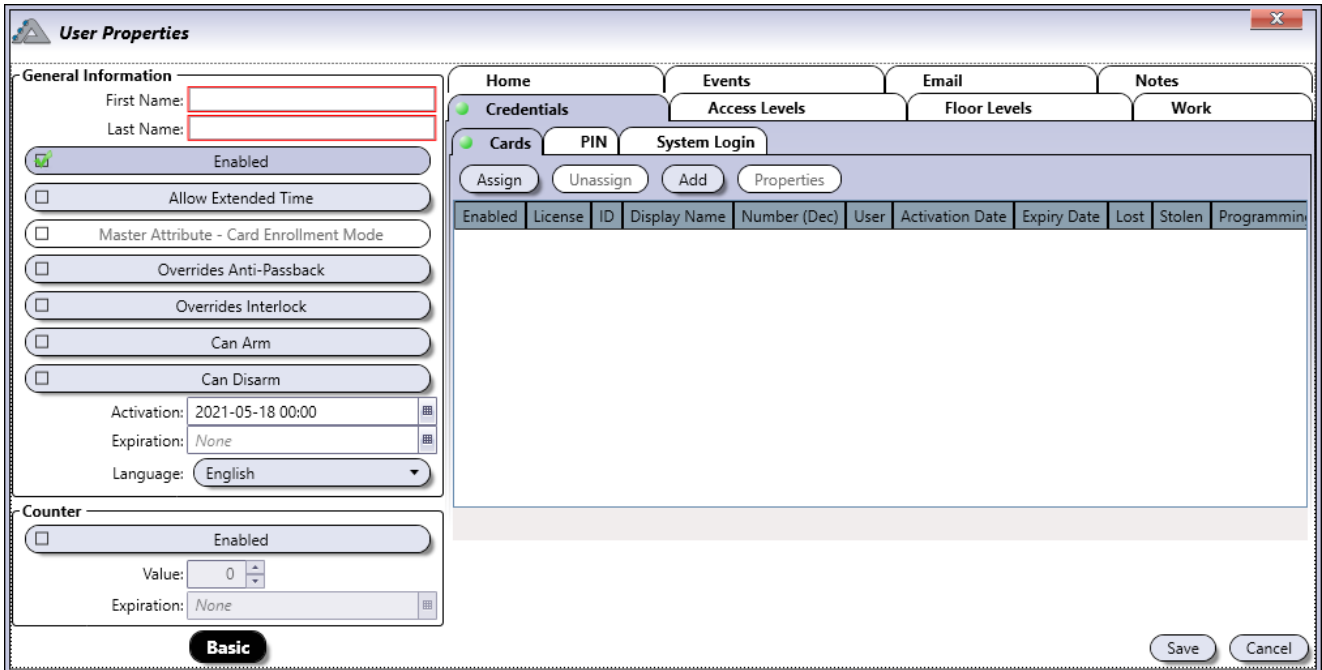 User Properties
X
General Information
First Name:
Last Name:
Enabled
Allow Extended Time
Master Attribute - Card Enrollment Mode
Overrides Anti-Passback
Overrides Interlock
Can Arm
Can Disarm
Activation: 2021-05-18 00:00
Expiration: None
Language: English
Counter
Enabled
Value: 0
Expiration: None
Basic
Home Events Email Notes
Credentials Access Levels Floor Levels Work
Cards PIN System Login
Assign Unassign Add Properties
Enabled License ID Display Name Number (Dec) User Activation Date Expiry Date Lost Stolen Programming
Save Cancel